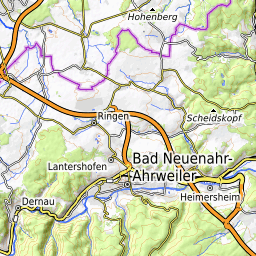 Hohenberg
Scheidskopf
Ringen
Lantershofen
Bad Neuenahr-
Ahrweiler
Heimersheim
Dernau